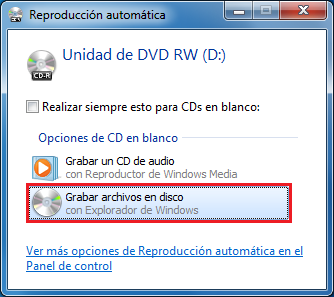 Reproducción automática
Unidad de DVD RW (D:)
CD-R
Realizar siempre esto para CDs en blanco:
Opciones de CD en blanco
Grabar un CD de audio
con Reproductor de Windows Media
Grabar archivos en disco
con Explorador de Windows
Ver más opciones de Reproducción automática en el
Panel de control